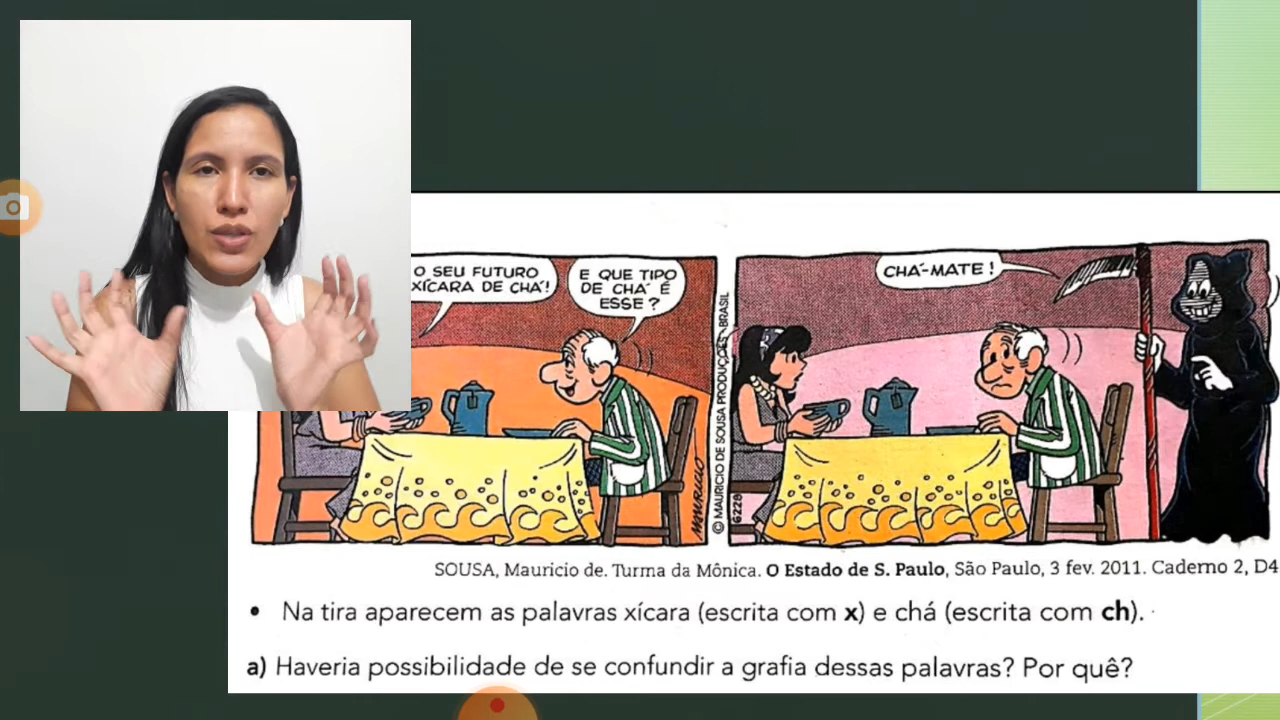 O SEU FUTURO
XÍCARA DE CHÁ!
E QUE TIPO
DE CHÁ É
ESSE?
MAURICIO
© MAURICIO DE SOUSA PRODUÇÕES - BRASIL
6228
CHÁ-MATE!
SOUSA, Mauricio de. Turma da Mônica. O Estado de S. Paulo, São Paulo, 3 fev. 2011. Caderno 2, D4
• Na tira aparecem as palavras xícara (escrita com x) e chá (escrita com ch).
a) Haveria possibilidade de se confundir a grafia dessas palavras? Por quê?